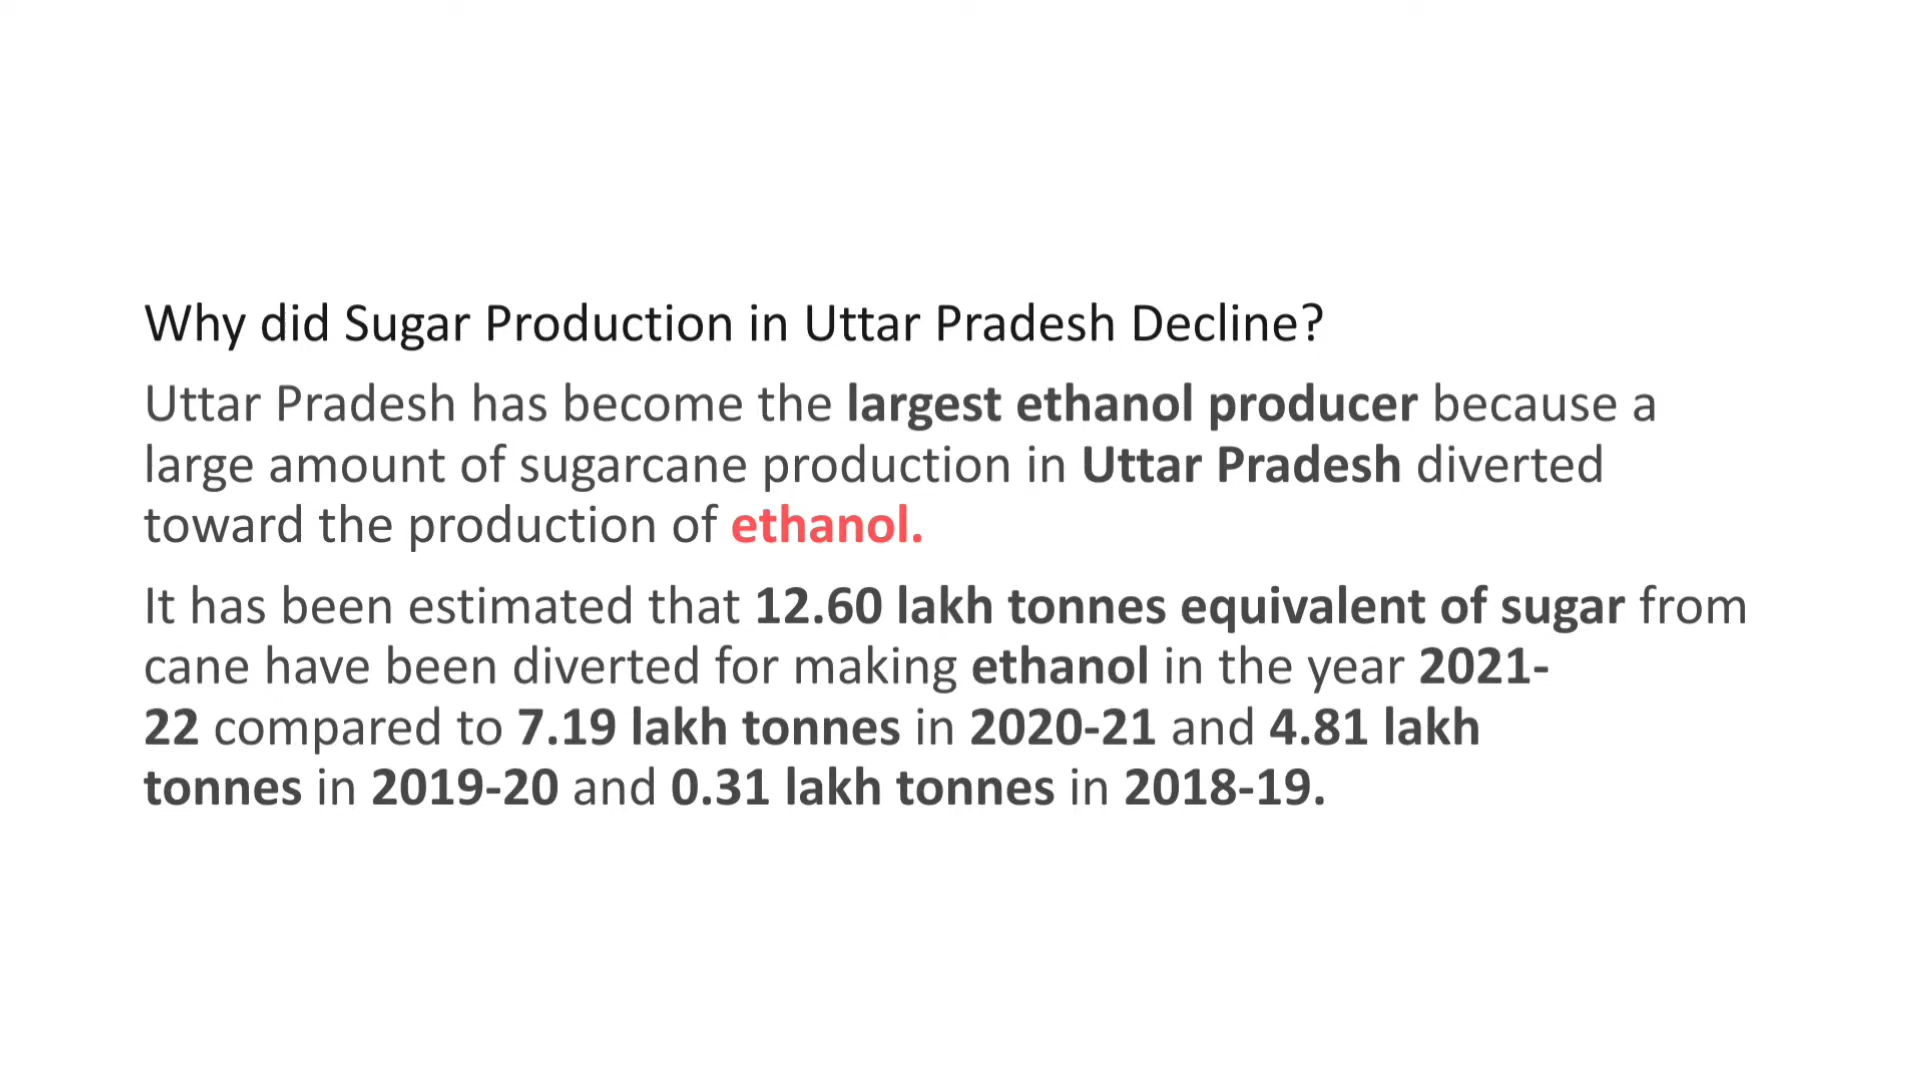 Why did Sugar Production in Uttar Pradesh Decline?
Uttar Pradesh has become the largest ethanol producer because a
large amount of sugarcane production in Uttar Pradesh diverted
toward the production of ethanol.
It has been estimated that 12.60 lakh tonnes equivalent of sugar from
cane have been diverted for making ethanol in the year 2021-
22 compared to 7.19 lakh tonnes in 2020-21 and 4.81 lakh
tonnes in 2019-20 and 0.31 lakh tonnes in 2018-19.